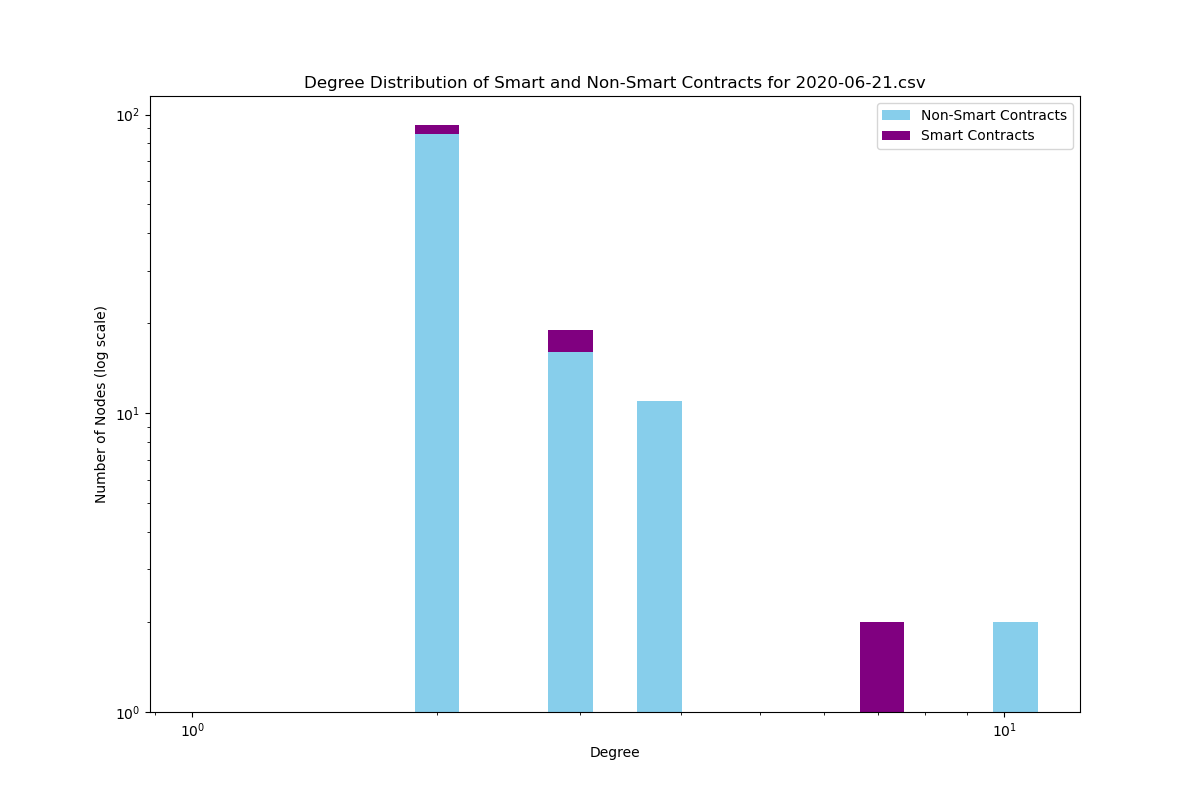 Degree Distribution of Smart and Non-Smart Contracts for 2020-06-21.csv
Non-Smart Contracts
Smart Contracts
10²
10¹
10⁰
Number of Nodes (log scale)
10⁰ 10¹
Degree